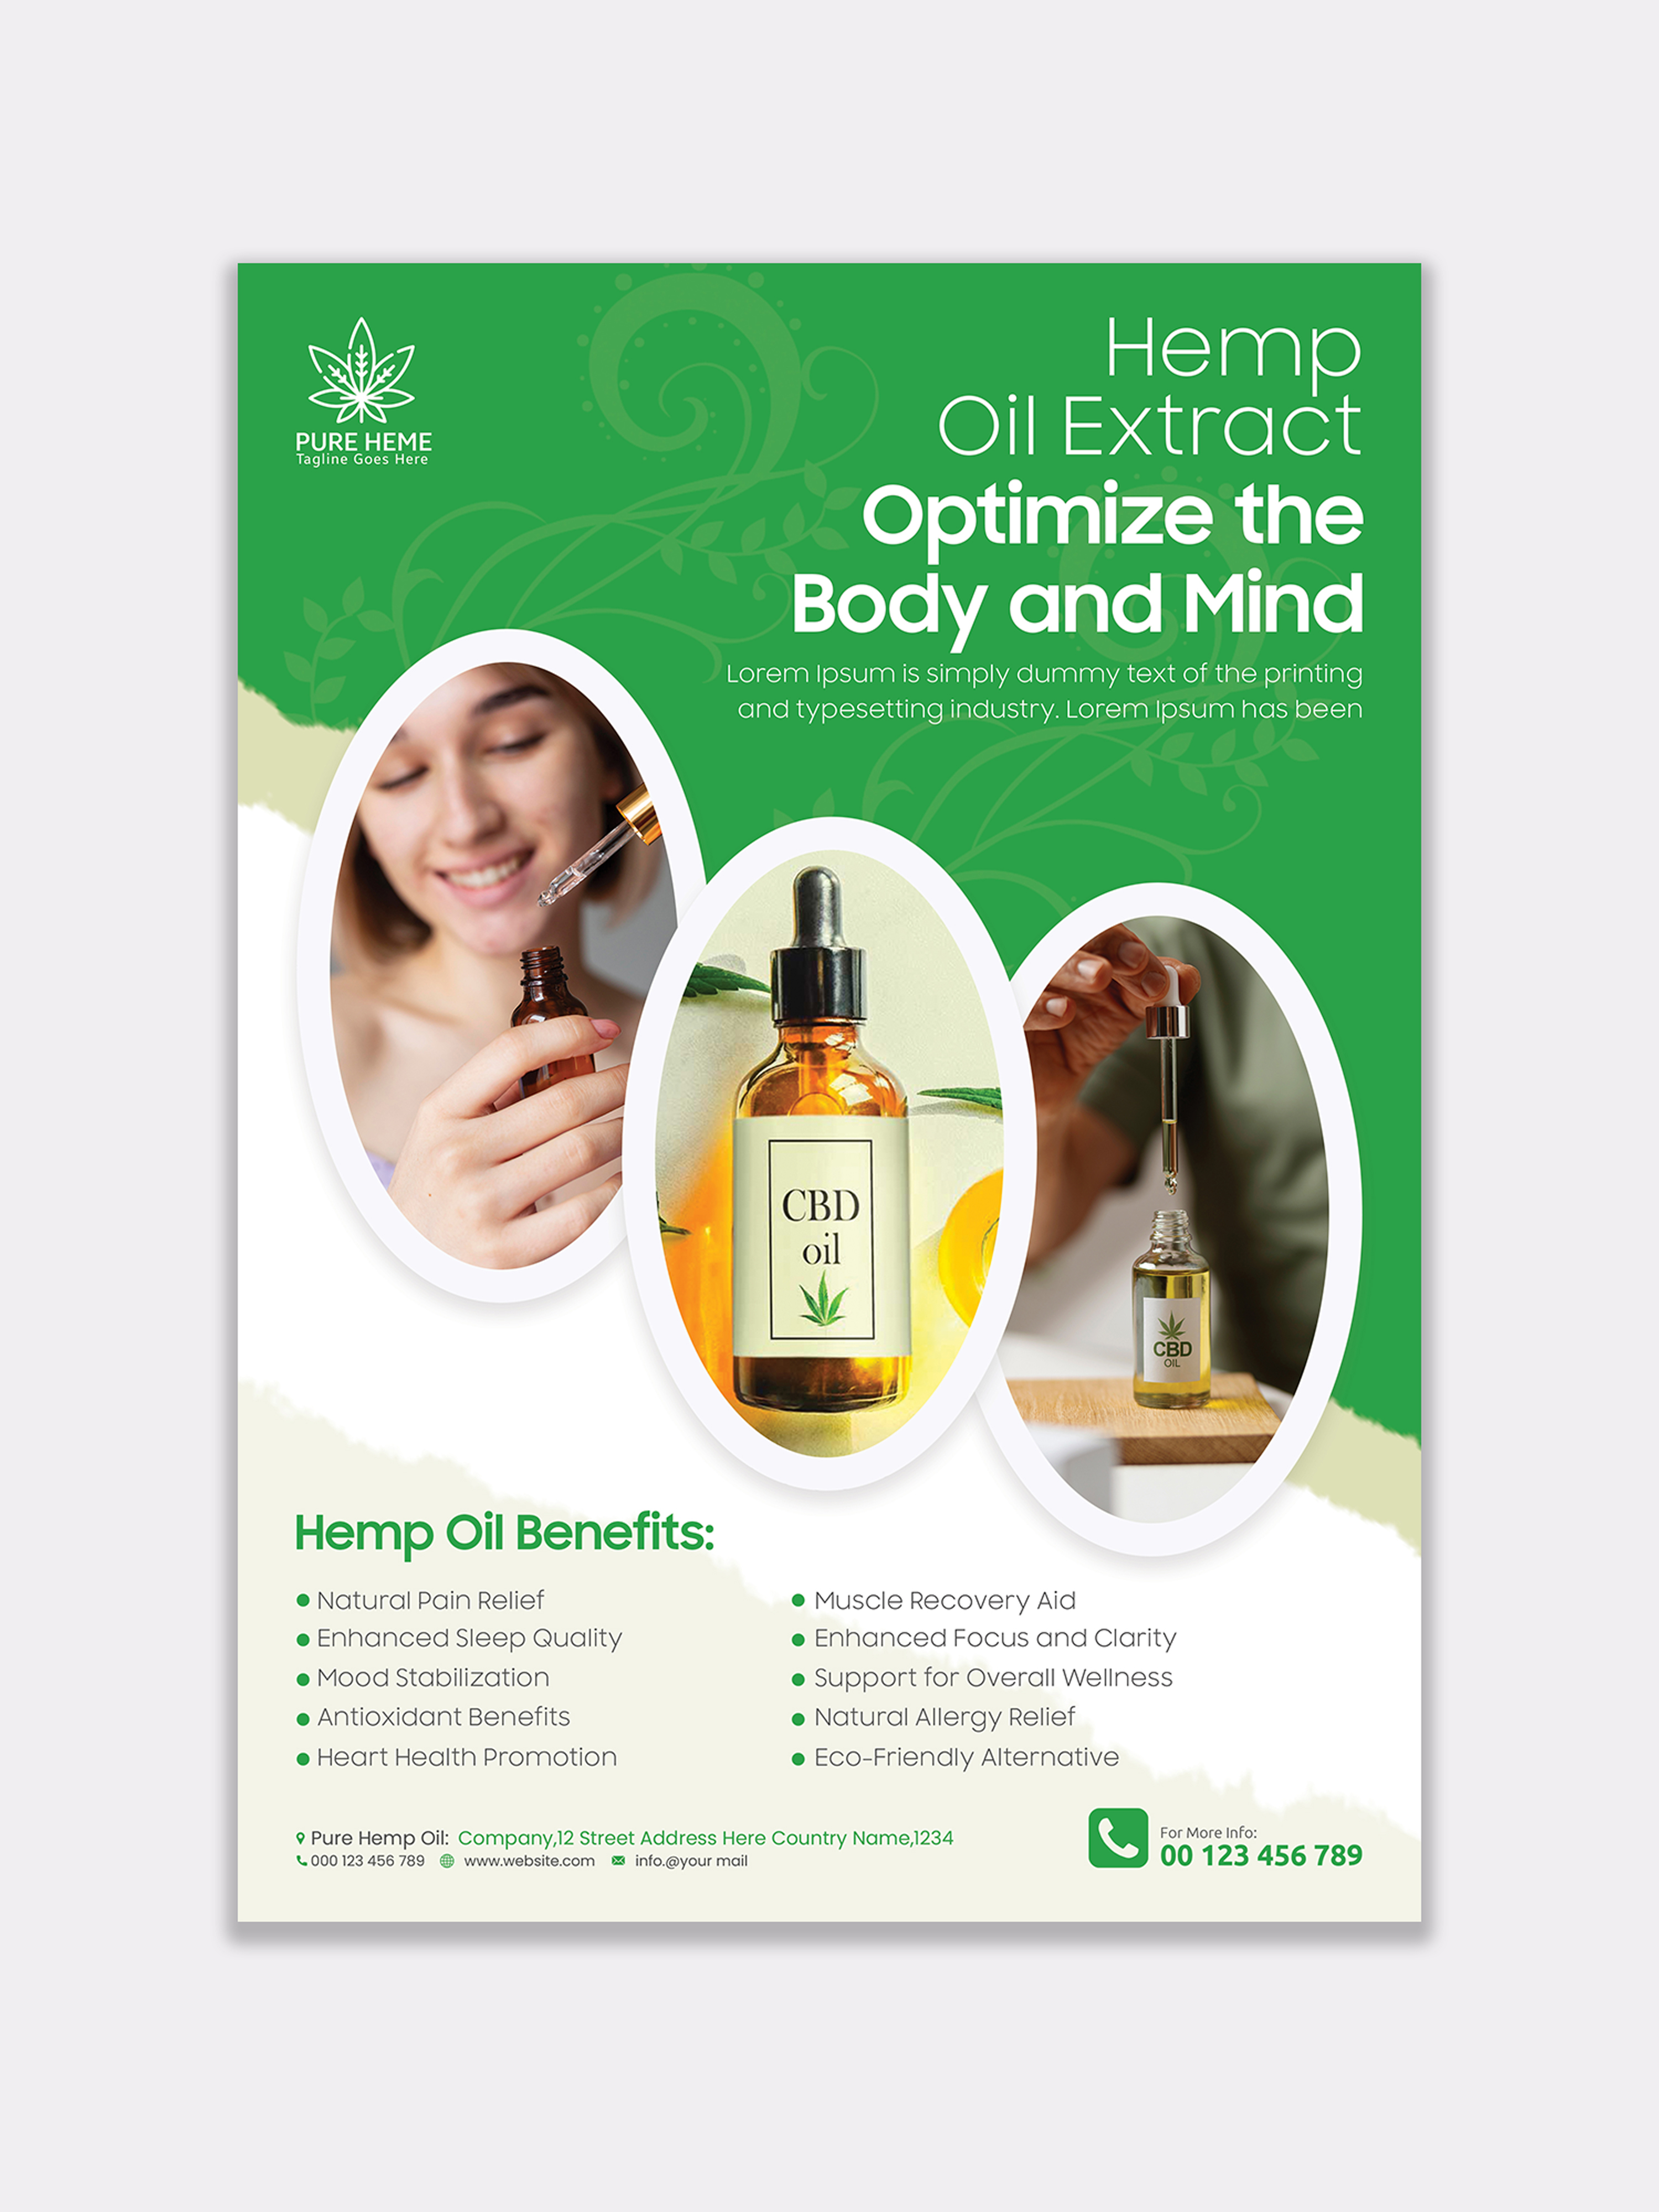 PURE HEME
Tagline Goes Here
Hemp
Oil Extract
Optimize the
Body and Mind
Lorem Ipsum is simply dummy text of the printing
and typesetting industry. Lorem Ipsum has been
CBD
oil
CBD
OIL
Hemp Oil Benefits:
Natural Pain Relief
Enhanced Sleep Quality
Mood Stabilization
Antioxidant Benefits
Heart Health Promotion
Muscle Recovery Aid
Enhanced Focus and Clarity
Support for Overall Wellness
Natural Allergy Relief
Eco-Friendly Alternative
Pure Hemp Oil: Company,12 Street Address Here Country Name,1234
000 123 456 789 www.website.com info.@your mail
For More Info:
00 123 456 789